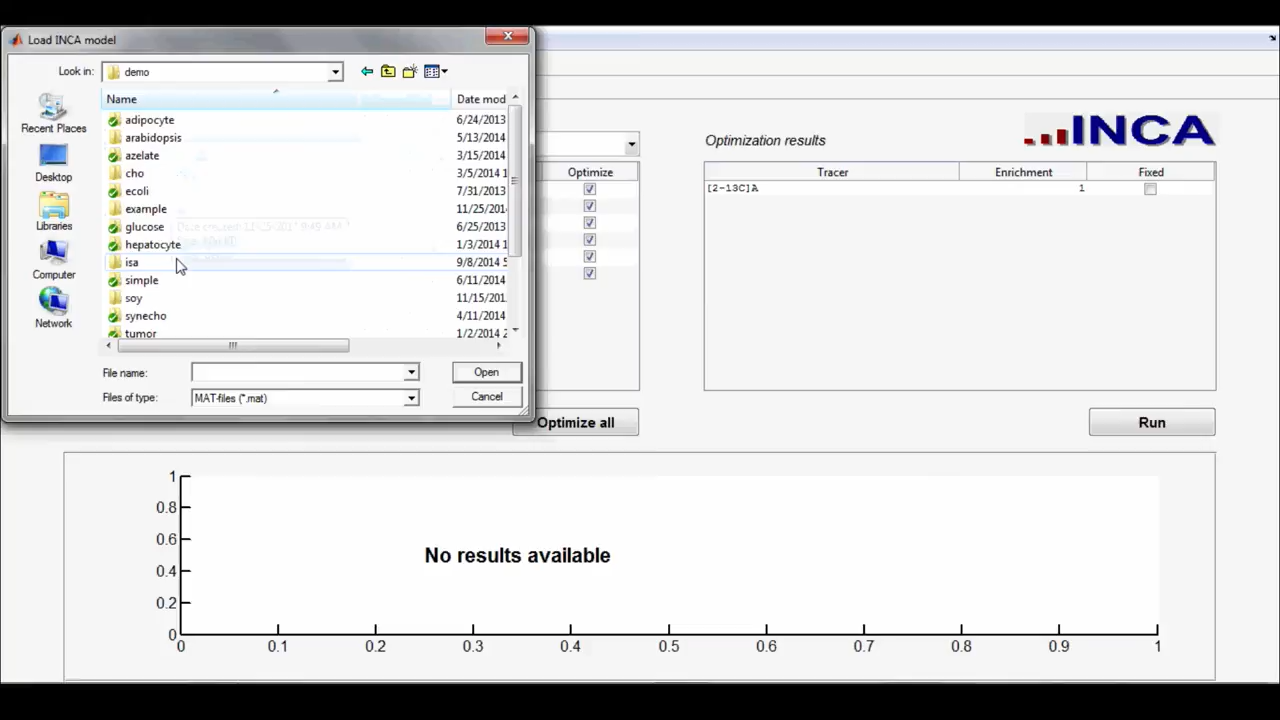 Load INCA model
Look in: demo
Name Date mod
adipocyte 6/24/2013
arabidopsis 5/13/2014
azelate 3/15/2014
cho 3/5/2014 1
ecoli 7/31/2013
example 11/25/201
glucose 6/25/2013
hepatocyte 1/3/2014 1
isa 9/8/2014 5
simple 6/11/2014
soy 11/15/201
synecho 4/11/2014
tumor 1/2/2014 2
Recent Places
Desktop
Libraries
Computer
Network
File name:
Open
Files of type: MAT-files (*.mat)
Cancel
Optimize
Optimization results
INCA
Tracer Enrichment Fixed
[2-13C]A 1
Optimize all
Run
1
0.8
0.6
0.4
0.2
0
No results available
0 0.1 0.2 0.3 0.4 0.5 0.6 0.7 0.8 0.9 1